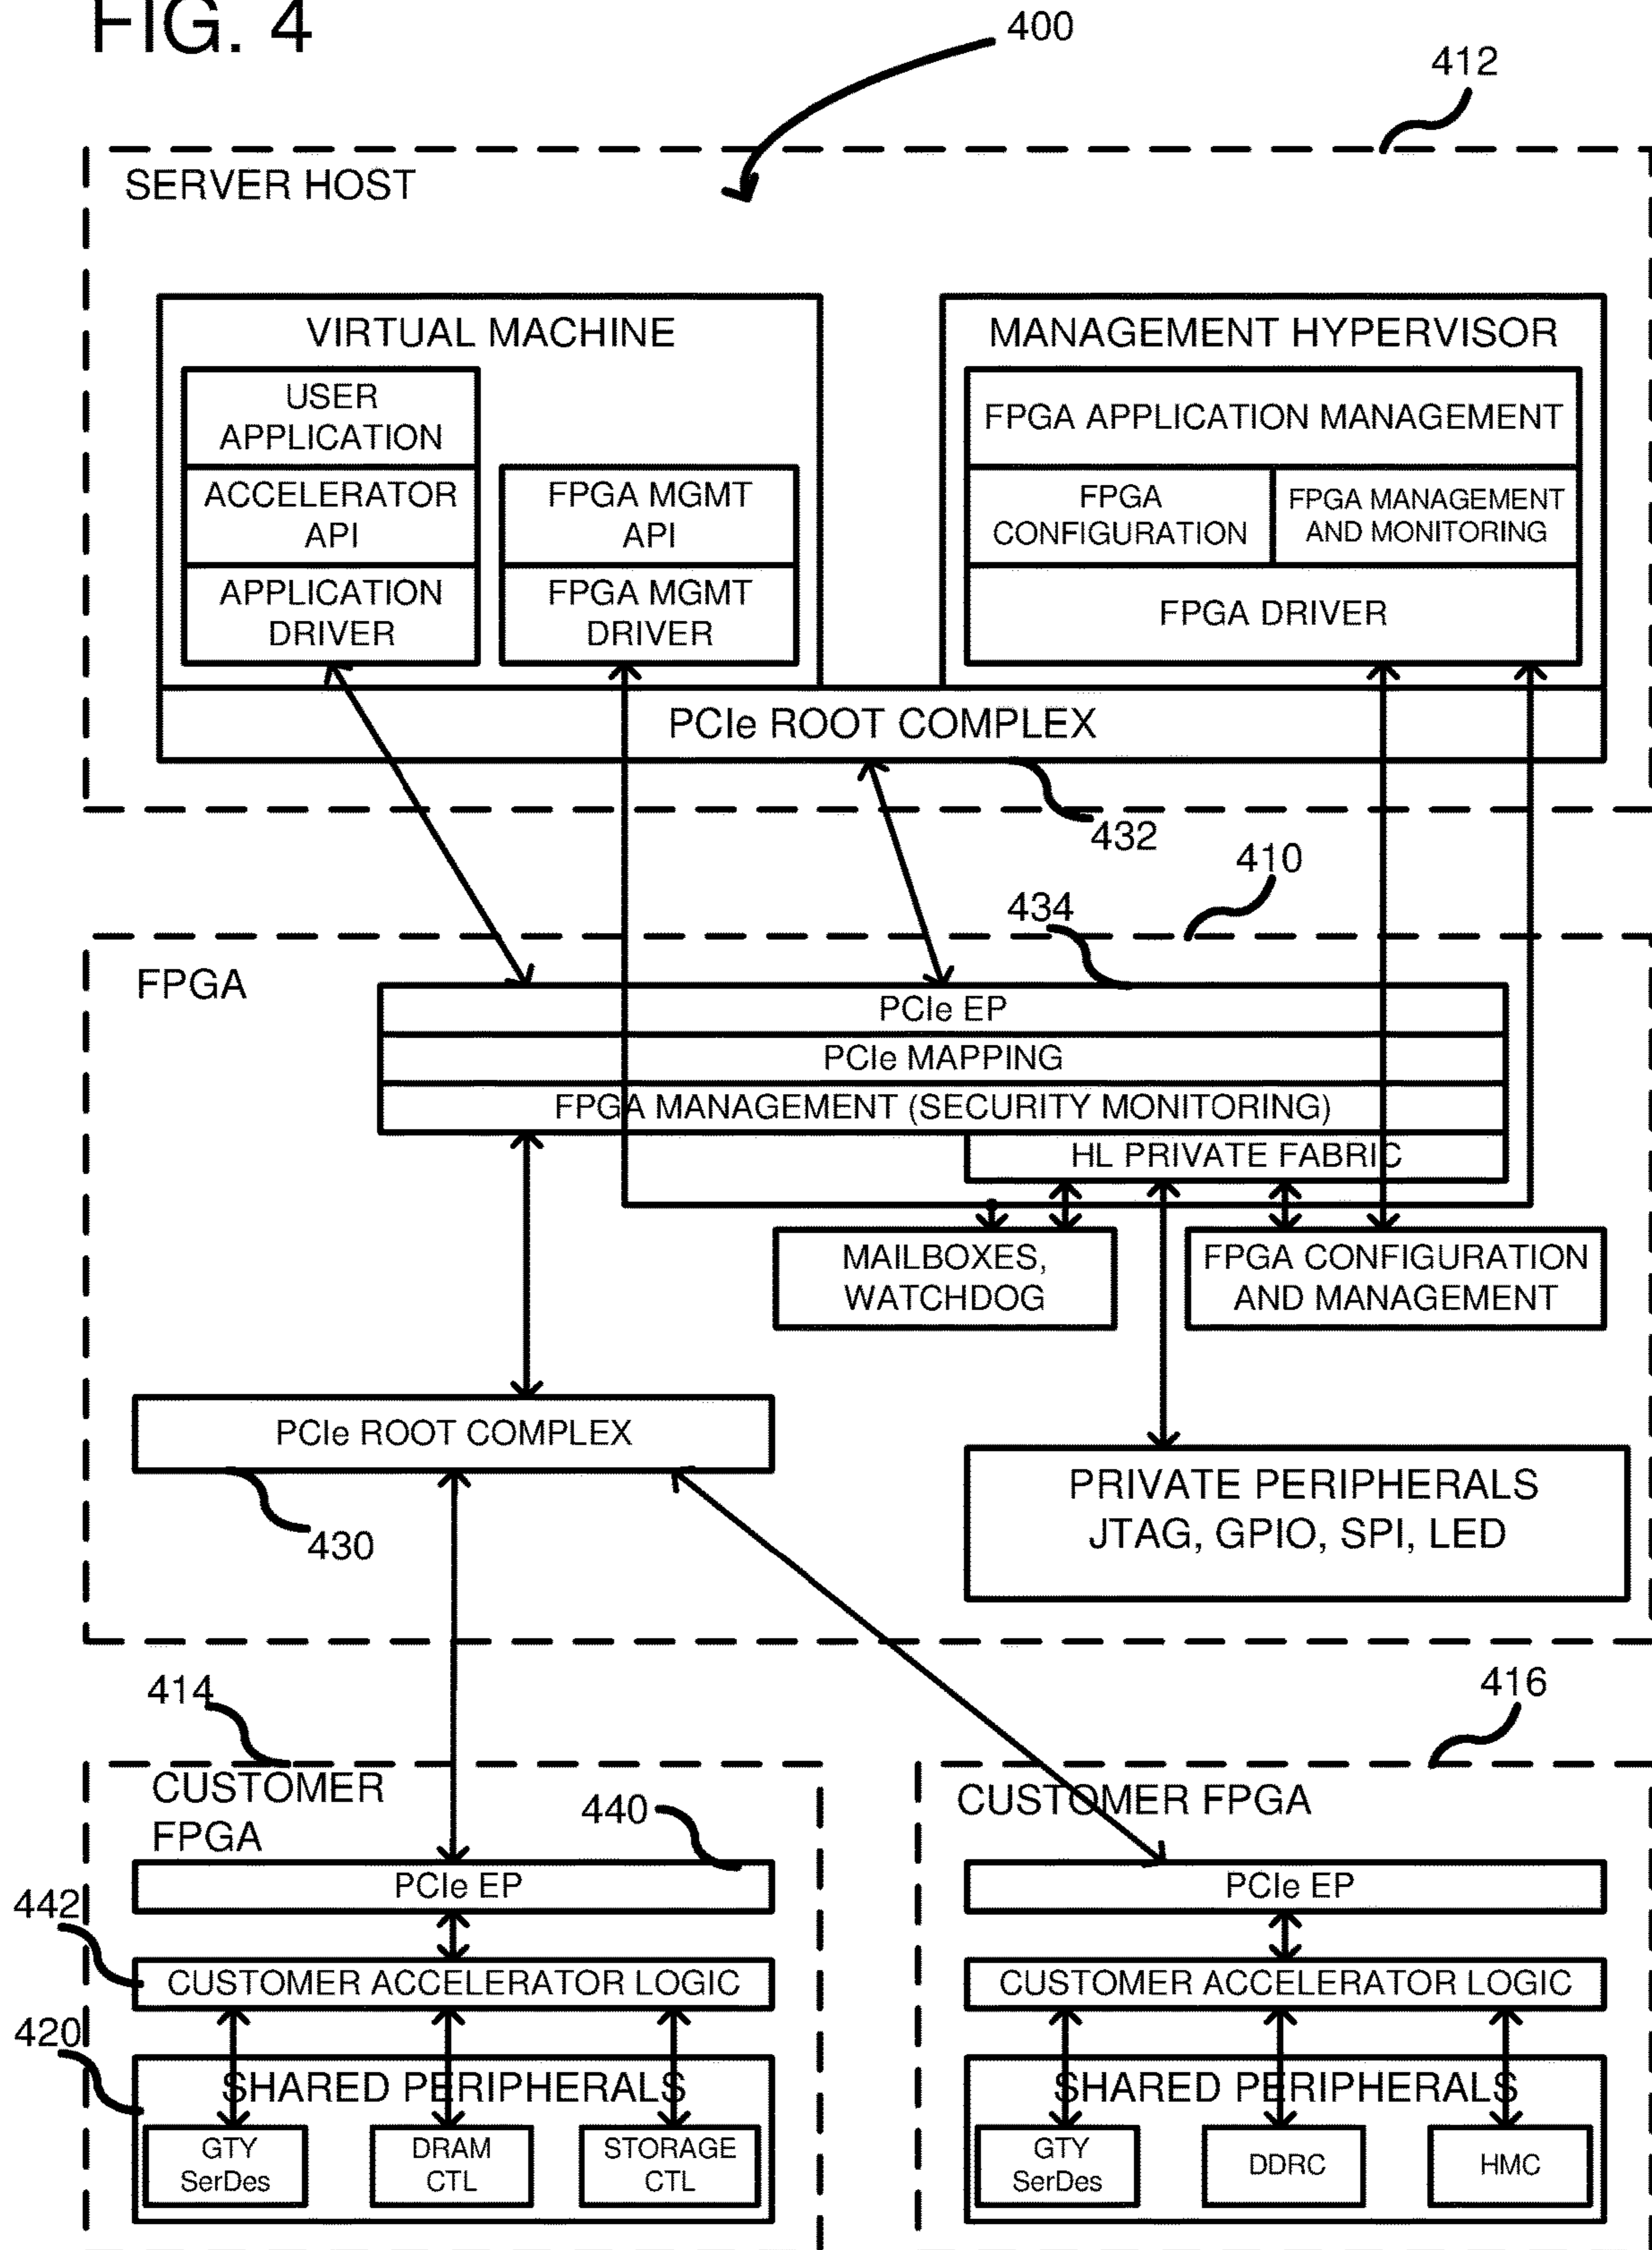 FIG. 4
400
412
SERVER HOST
VIRTUAL MACHINE
USER
APPLICATION
ACCELERATOR
API
APPLICATION
DRIVER
FPGA MGMT
API
FPGA MGMT
DRIVER
MANAGEMENT HYPERVISOR
FPGA APPLICATION MANAGEMENT
FPGA
CONFIGURATION
FPGA MANAGEMENT
AND MONITORING
FPGA DRIVER
PCIe ROOT COMPLEX
432
410
434
FPGA
PCIe EP
PCIe MAPPING
FPGA MANAGEMENT (SECURITY MONITORING)
HL PRIVATE FABRIC
MAILBOXES,
WATCHDOG
FPGA CONFIGURATION
AND MANAGEMENT
PCIe ROOT COMPLEX
430
PRIVATE PERIPHERALS
JTAG, GPIO, SPI, LED
414
416
CUSTOMER
FPGA
440
PCIe EP
442
CUSTOMER ACCELERATOR LOGIC
420
SHARED PERIPHERALS
GTY
SerDes
DRAM
CTL
STORAGE
CTL
CUSTOMER FPGA
PCIe EP
CUSTOMER ACCELERATOR LOGIC
SHARED PERIPHERALS
GTY
SerDes
DDRC
HMC